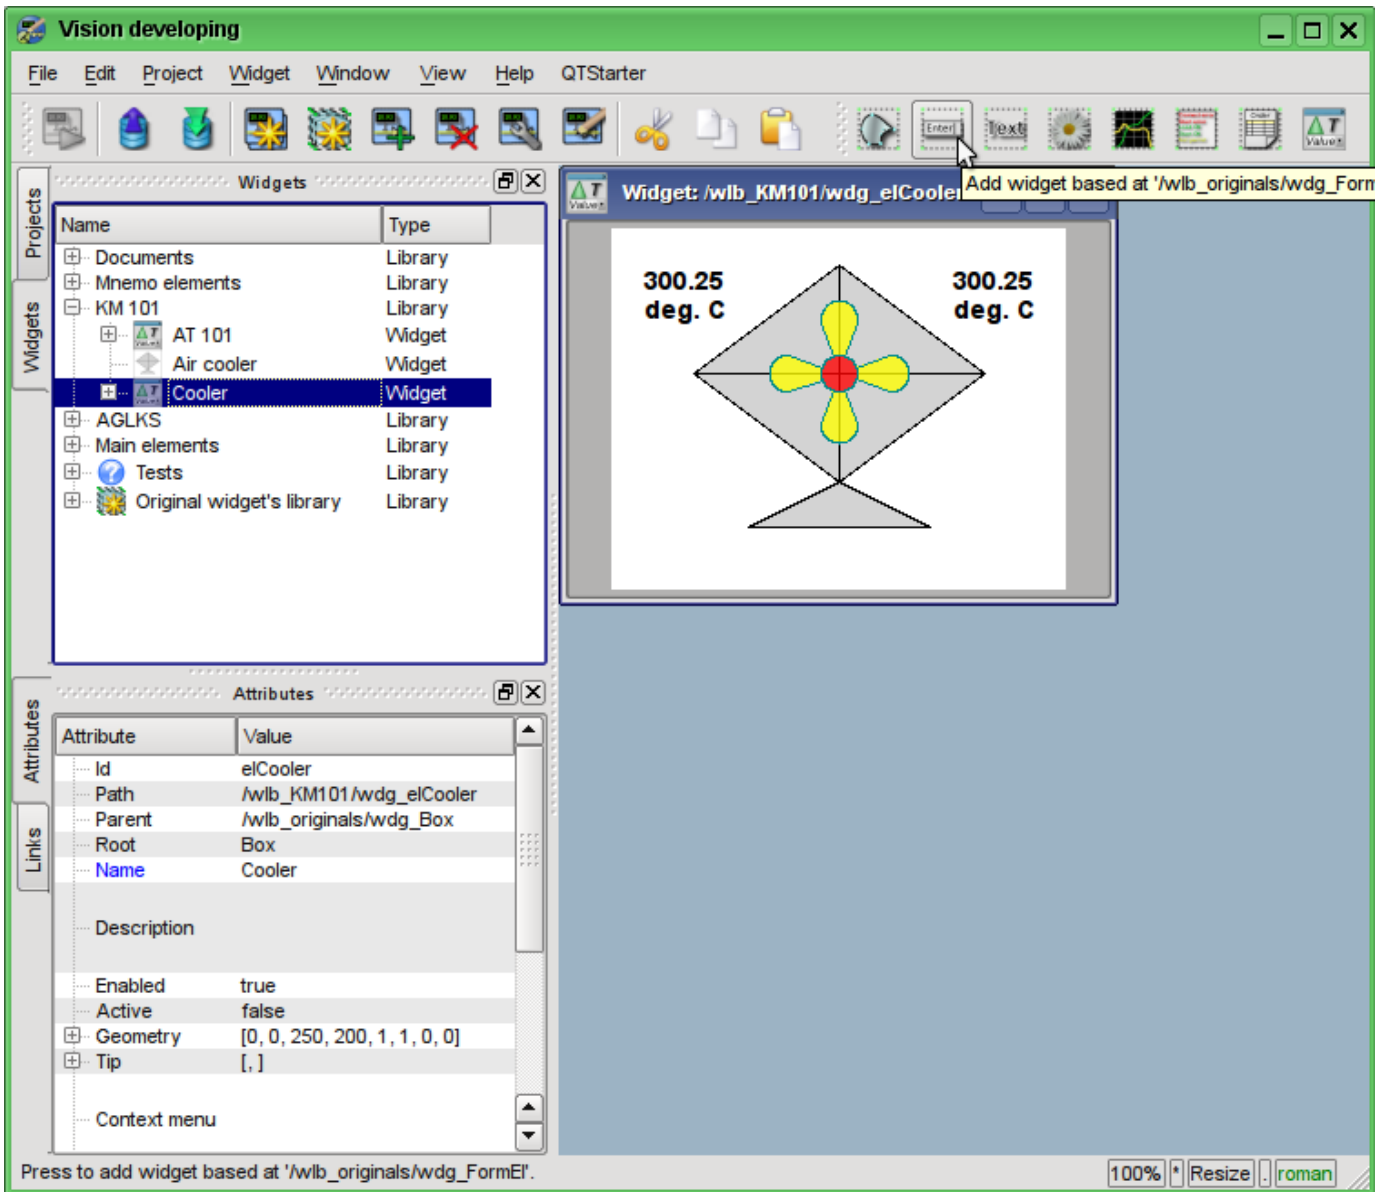 Vision developing
File Edit Project Widget Window View Help QTStarter
Enter Text Value
Add widget based at '/wlb_originals/wdg_Form
Projects
Widgets
Widgets
Name Type
Documents Library
Mnemo elements Library
KM 101 Library
AT 101 Widget
Air cooler Widget
Cooler Widget
AGLKS Library
Main elements Library
Tests Library
Original widget's library Library
Widget: /wlb_KM101/wdg_elCooler
300.25
deg. C
300.25
deg. C
Attributes
Links
Attributes
Attribute Value
Id elCooler
Path /wlb_KM101/wdg_elCooler
Parent /wlb_originals/wdg_Box
Root Box
Name Cooler
Description
Enabled true
Active false
Geometry [0, 0, 250, 200, 1, 1, 0, 0]
Tip [, ]
Context menu
Press to add widget based at '/wlb_originals/wdg_FormEl'.
100% * Resize . roman